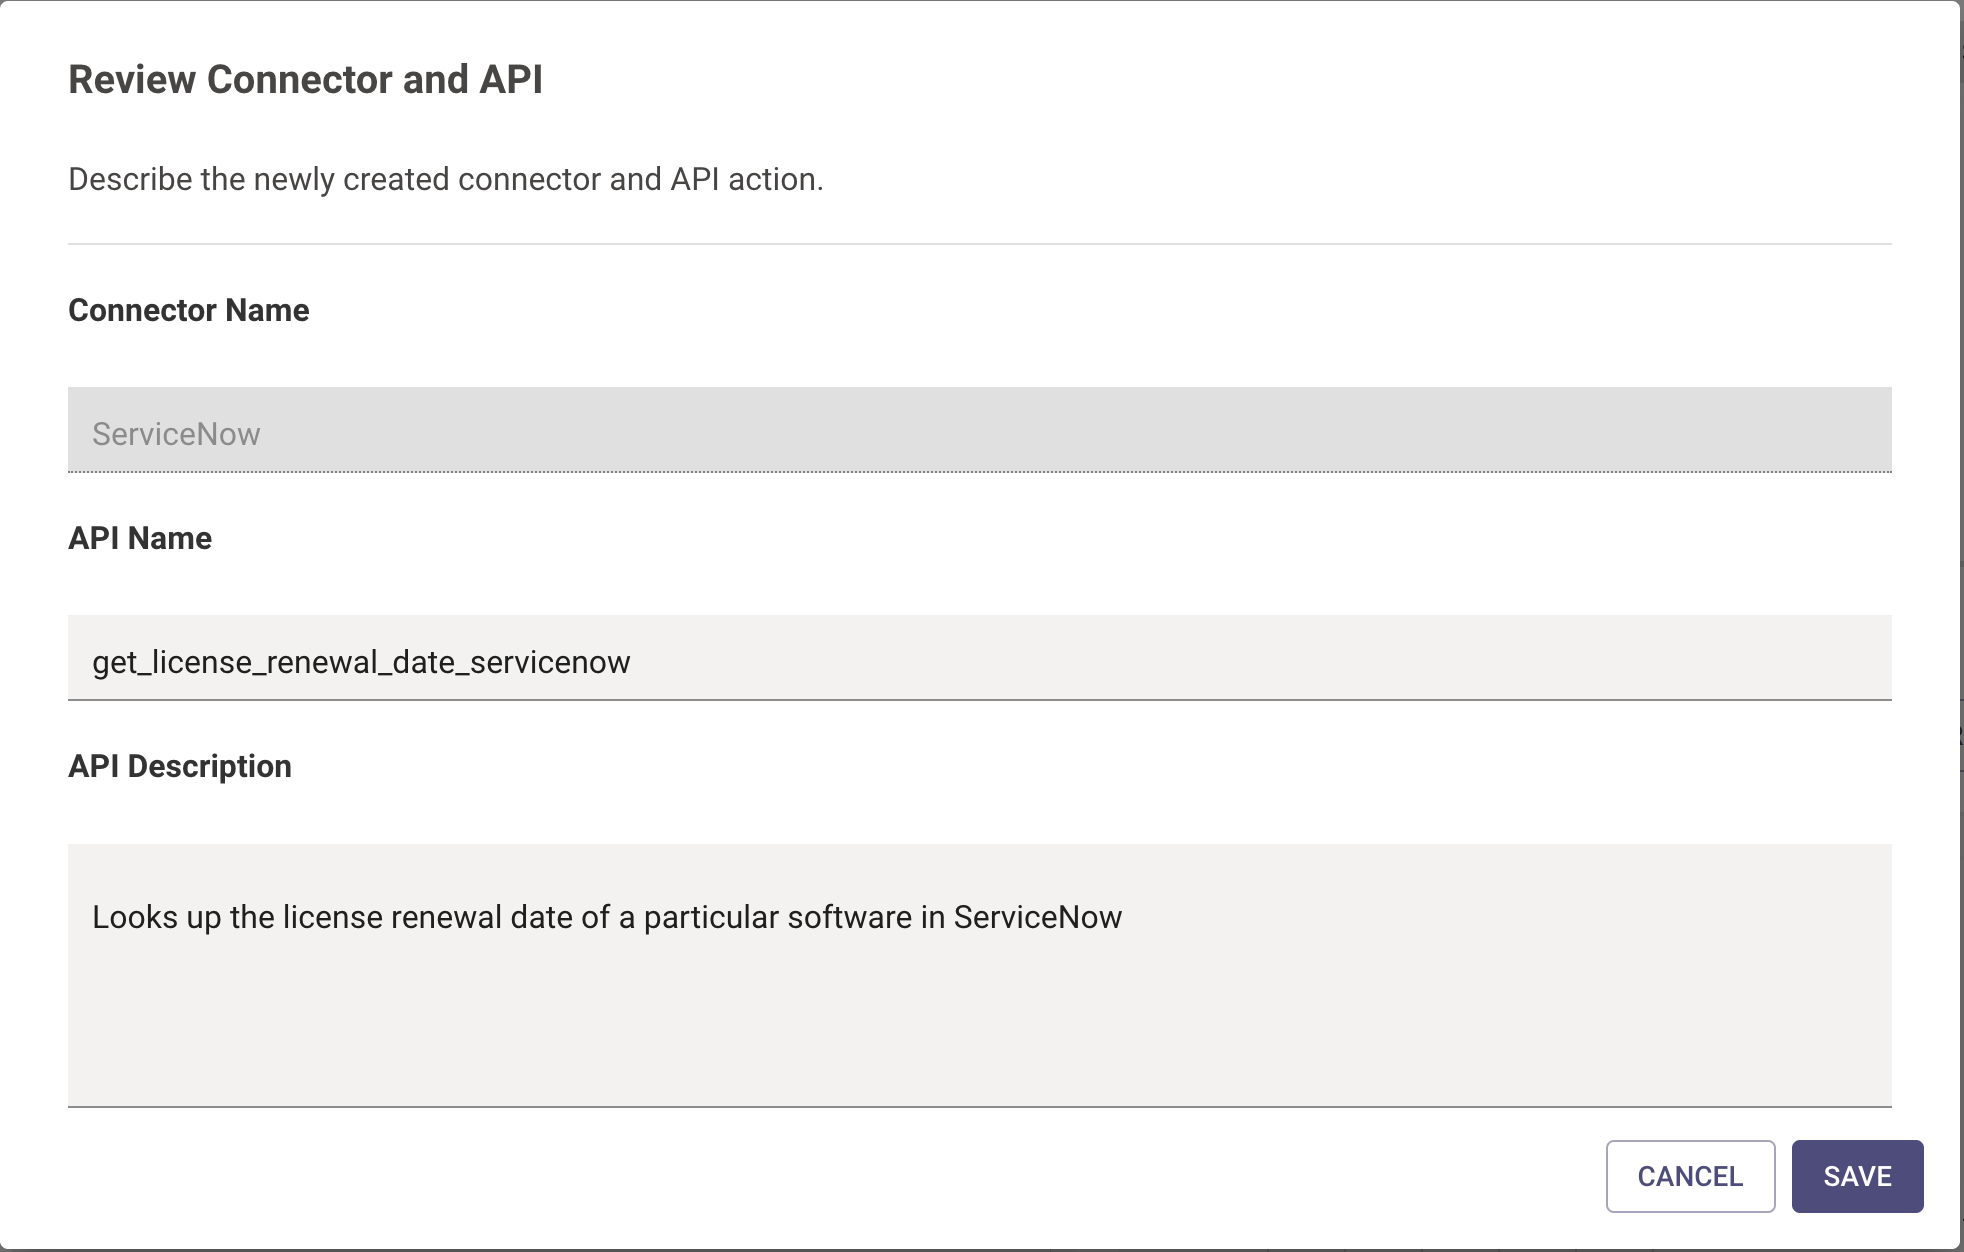 Review Connector and API
Describe the newly created connector and API action.
Connector Name
ServiceNow
API Name
get_license_renewal_date_servicenow
API Description
Looks up the license renewal date of a particular software in ServiceNow
CANCEL
SAVE